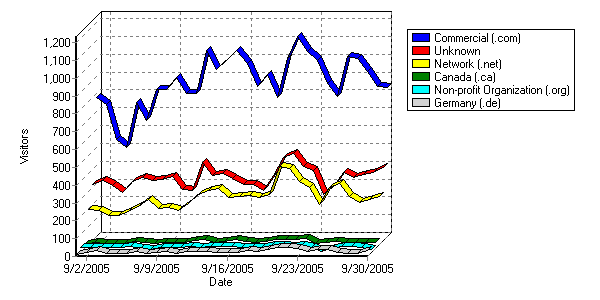 1,200
1,100
1,000
900
800
700
600
500
400
300
200
100
0
Visitors
9/2/2005 9/9/2005 9/16/2005 9/23/2005 9/30/2005
Date
Commercial (.com)
Unknown
Network (.net)
Canada (.ca)
Non-profit Organization (.org)
Germany (.de)